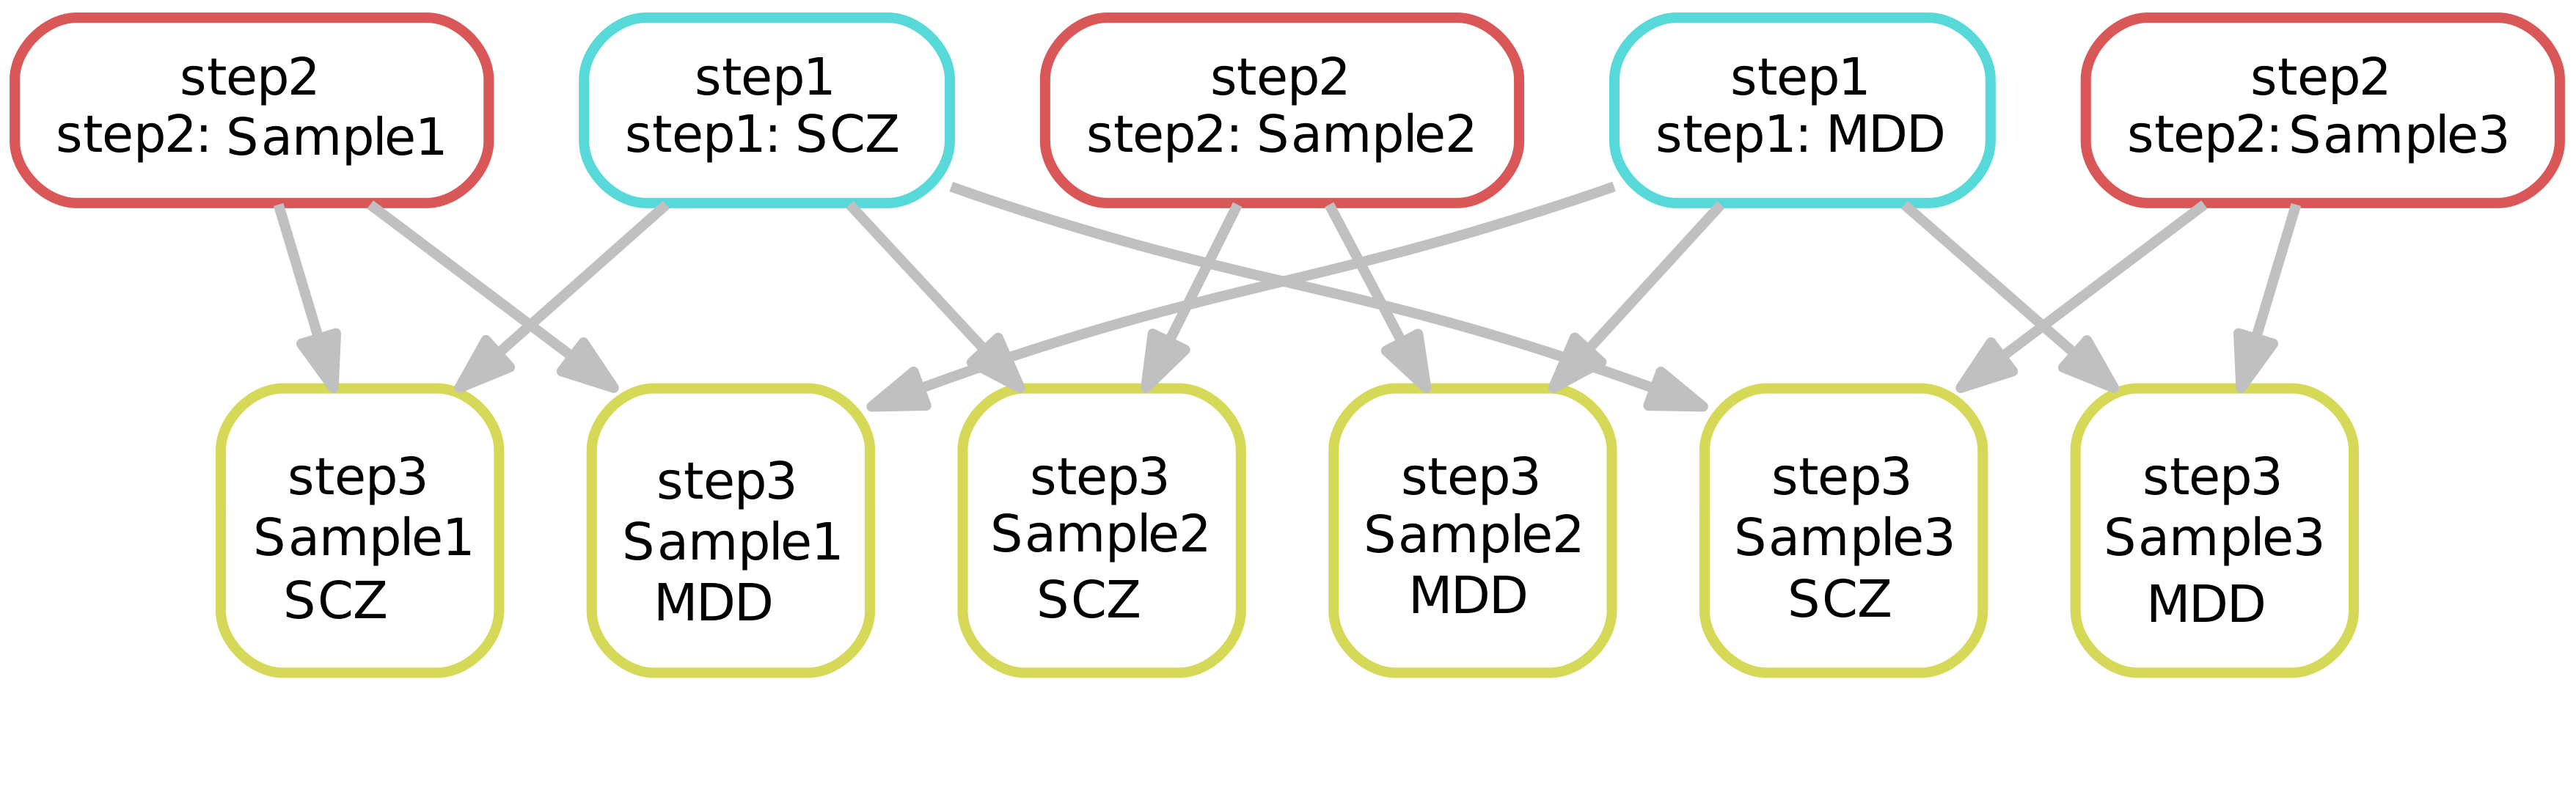 step2
step2: Sample1
step1
step1: SCZ
step2
step2: Sample2
step1
step1: MDD
step2
step2: Sample3
step3
Sample1
SCZ
step3
Sample1
MDD
step3
Sample2
SCZ
step3
Sample2
MDD
step3
Sample3
SCZ
step3
Sample3
MDD